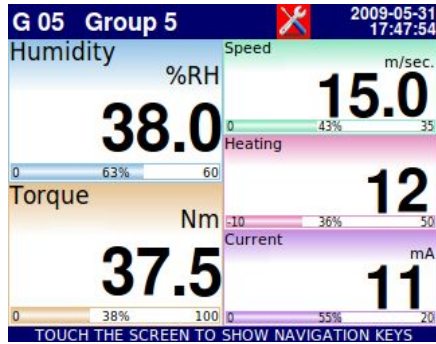 G 05 Group 5
2009-05-31
17:47:54
Humidity
%RH
38.0
0 63% 60
Torque
Nm
37.5
0 38% 100
Speed
m/sec.
15.0
0 43% 35
Heating
12
-10 36% 50
Current
mA
11
0 55% 20
TOUCH THE SCREEN TO SHOW NAVIGATION KEYS